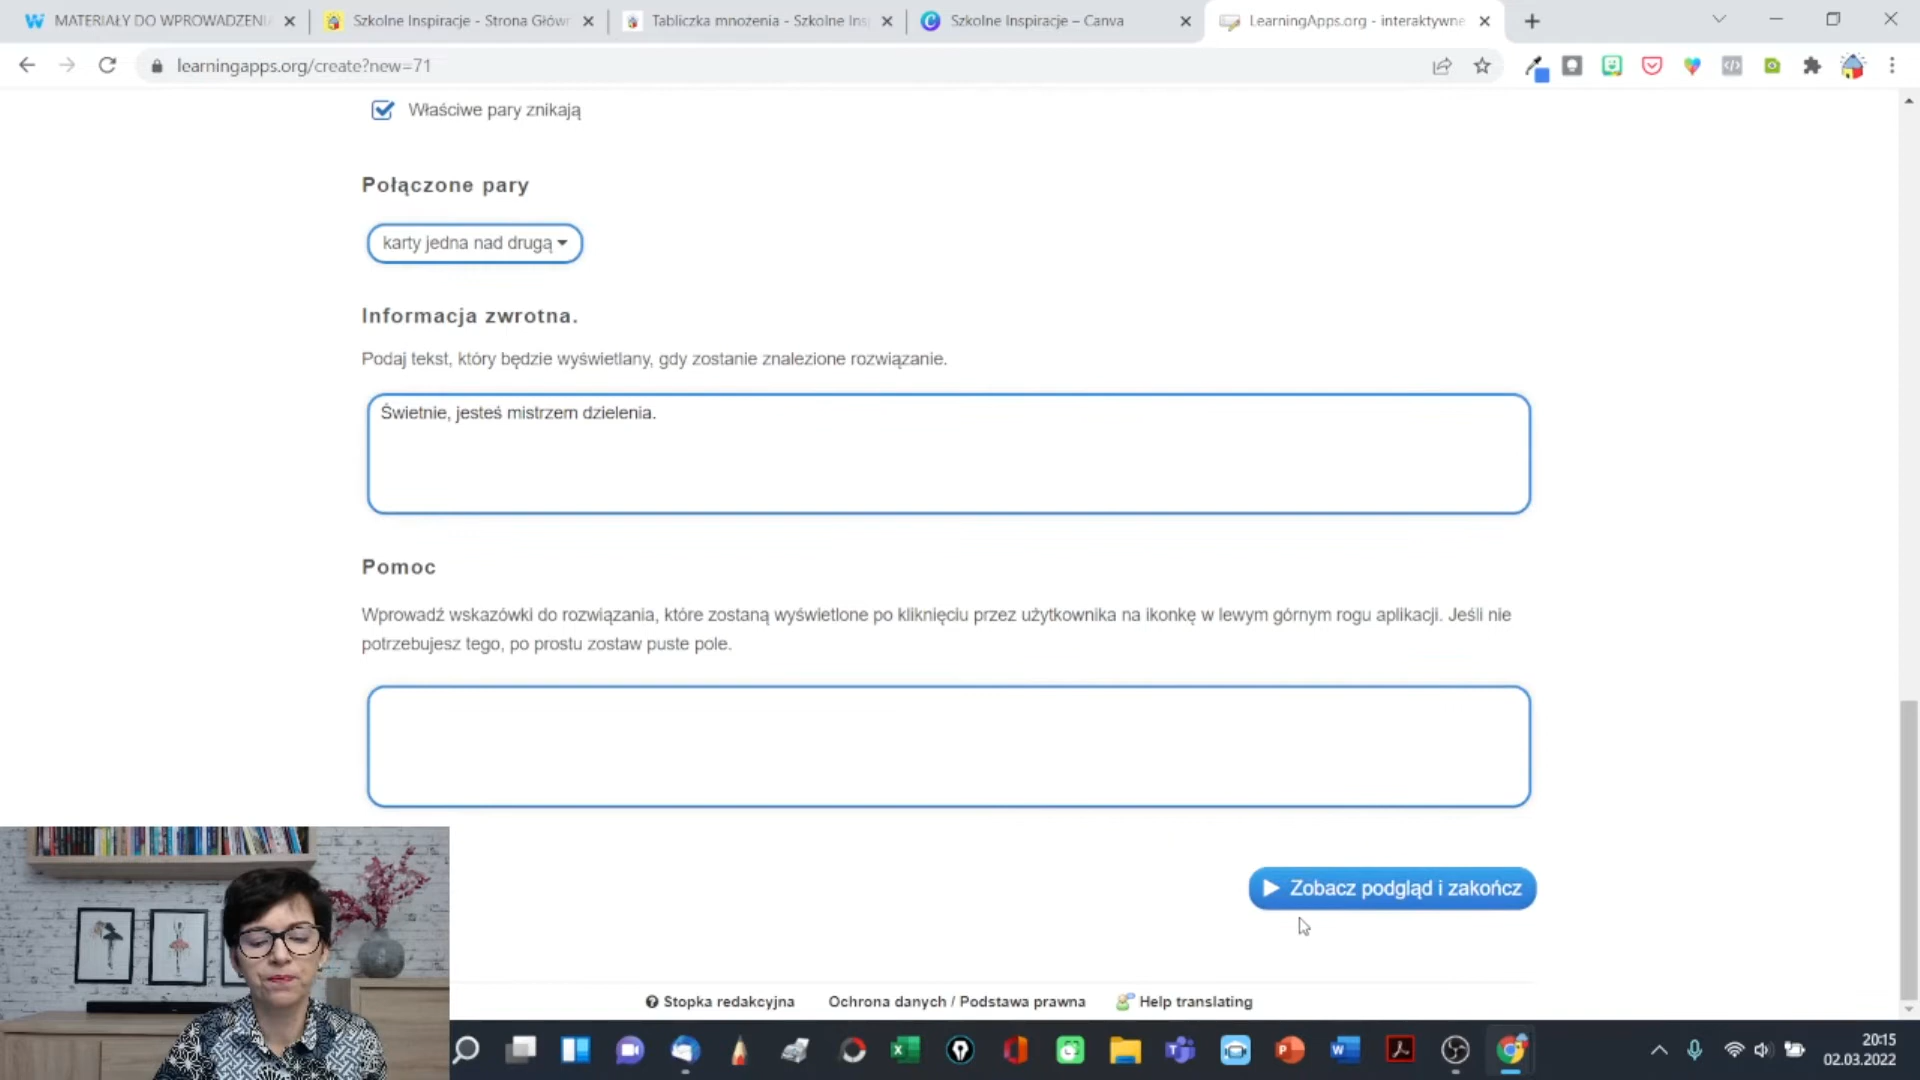 MATERIAŁY DO WPROWADZENI
Szkolne Inspiracje - Strona Główn
Tabliczka mnożenia - Szkolne Ins
Szkolne Inspiracje – Canva
LearningApps.org - interaktywne
learningapps.org/create?new=71
Właściwe pary znikają
Połączone pary
karty jedna nad drugą
Informacja zwrotna.
Podaj tekst, który będzie wyświetlany, gdy zostanie znalezione rozwiązanie.
Świetnie, jesteś mistrzem dzielenia.
Pomoc
Wprowadź wskazówki do rozwiązania, które zostaną wyświetlone po kliknięciu przez użytkownika na ikonkę w lewym górnym rogu aplikacji. Jeśli nie
potrzebujesz tego, po prostu zostaw puste pole.
Zobacz podgląd i zakończ
Stopka redakcyjna Ochrona danych / Podstawa prawna Help translating
20:15
02.03.2022